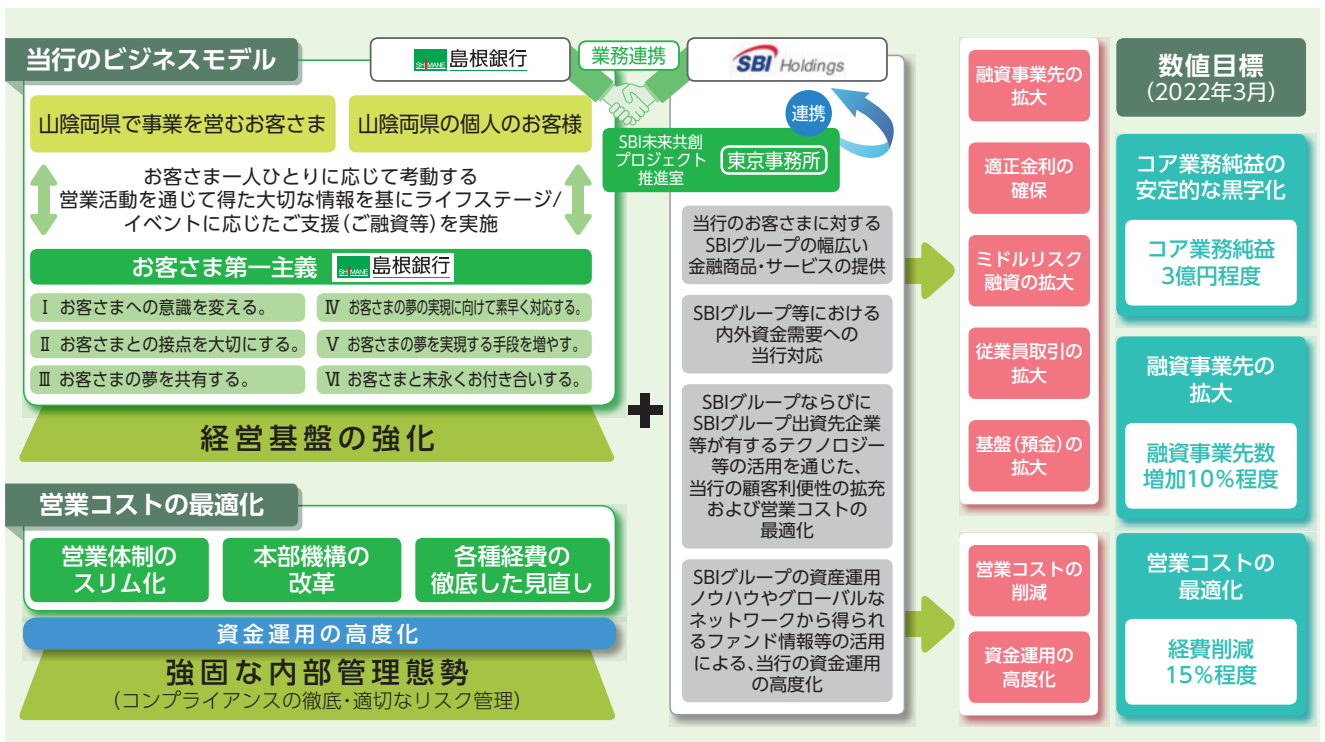 当行のビジネスモデル
SHIMANE 島根銀行
業務連携
SBI Holdings
山陰両県で事業を営むお客さま
山陰両県の個人のお客様
連携
SBI未来共創
プロジェクト
推進室
東京事務所
お客さま一人ひとりに応じて考動する
営業活動を通じて得た大切な情報を基にライフステージ/
イベントに応じたご支援(ご融資等)を実施
お客さま第一主義 SHIMANE 島根銀行
Ⅰ お客さまへの意識を変える。
Ⅱ お客さまとの接点を大切にする。
Ⅲ お客さまの夢を共有する。
Ⅳ お客さまの夢の実現に向けて素早く対応する。
Ⅴ お客さまの夢を実現する手段を増やす。
Ⅵ お客さまと末永くお付き合いする。
経営基盤の強化
営業コストの最適化
営業体制の
スリム化
本部機構の
改革
各種経費の
徹底した見直し
資金運用の高度化
強固な内部管理態勢
(コンプライアンスの徹底・適切なリスク管理)
+
当行のお客さまに対する
SBIグループの幅広い
金融商品・サービスの提供
SBIグループ等における
内外資金需要への
当行対応
SBIグループならびに
SBIグループ出資先企業
等が有するテクノロジー
等の活用を通じた、
当行の顧客利便性の拡充
および営業コストの
最適化
SBIグループの資産運用
ノウハウやグローバルな
ネットワークから得られ
るファンド情報等の活用
による、当行の資金運用
の高度化
融資事業先の
拡大
適正金利の
確保
ミドルリスク
融資の拡大
従業員取引の
拡大
基盤(預金)の
拡大
営業コストの
削減
資金運用の
高度化
数値目標
(2022年3月)
コア業務純益の
安定的な黒字化
コア業務純益
3億円程度
融資事業先の
拡大
融資事業先数
増加10%程度
営業コストの
最適化
経費削減
15%程度